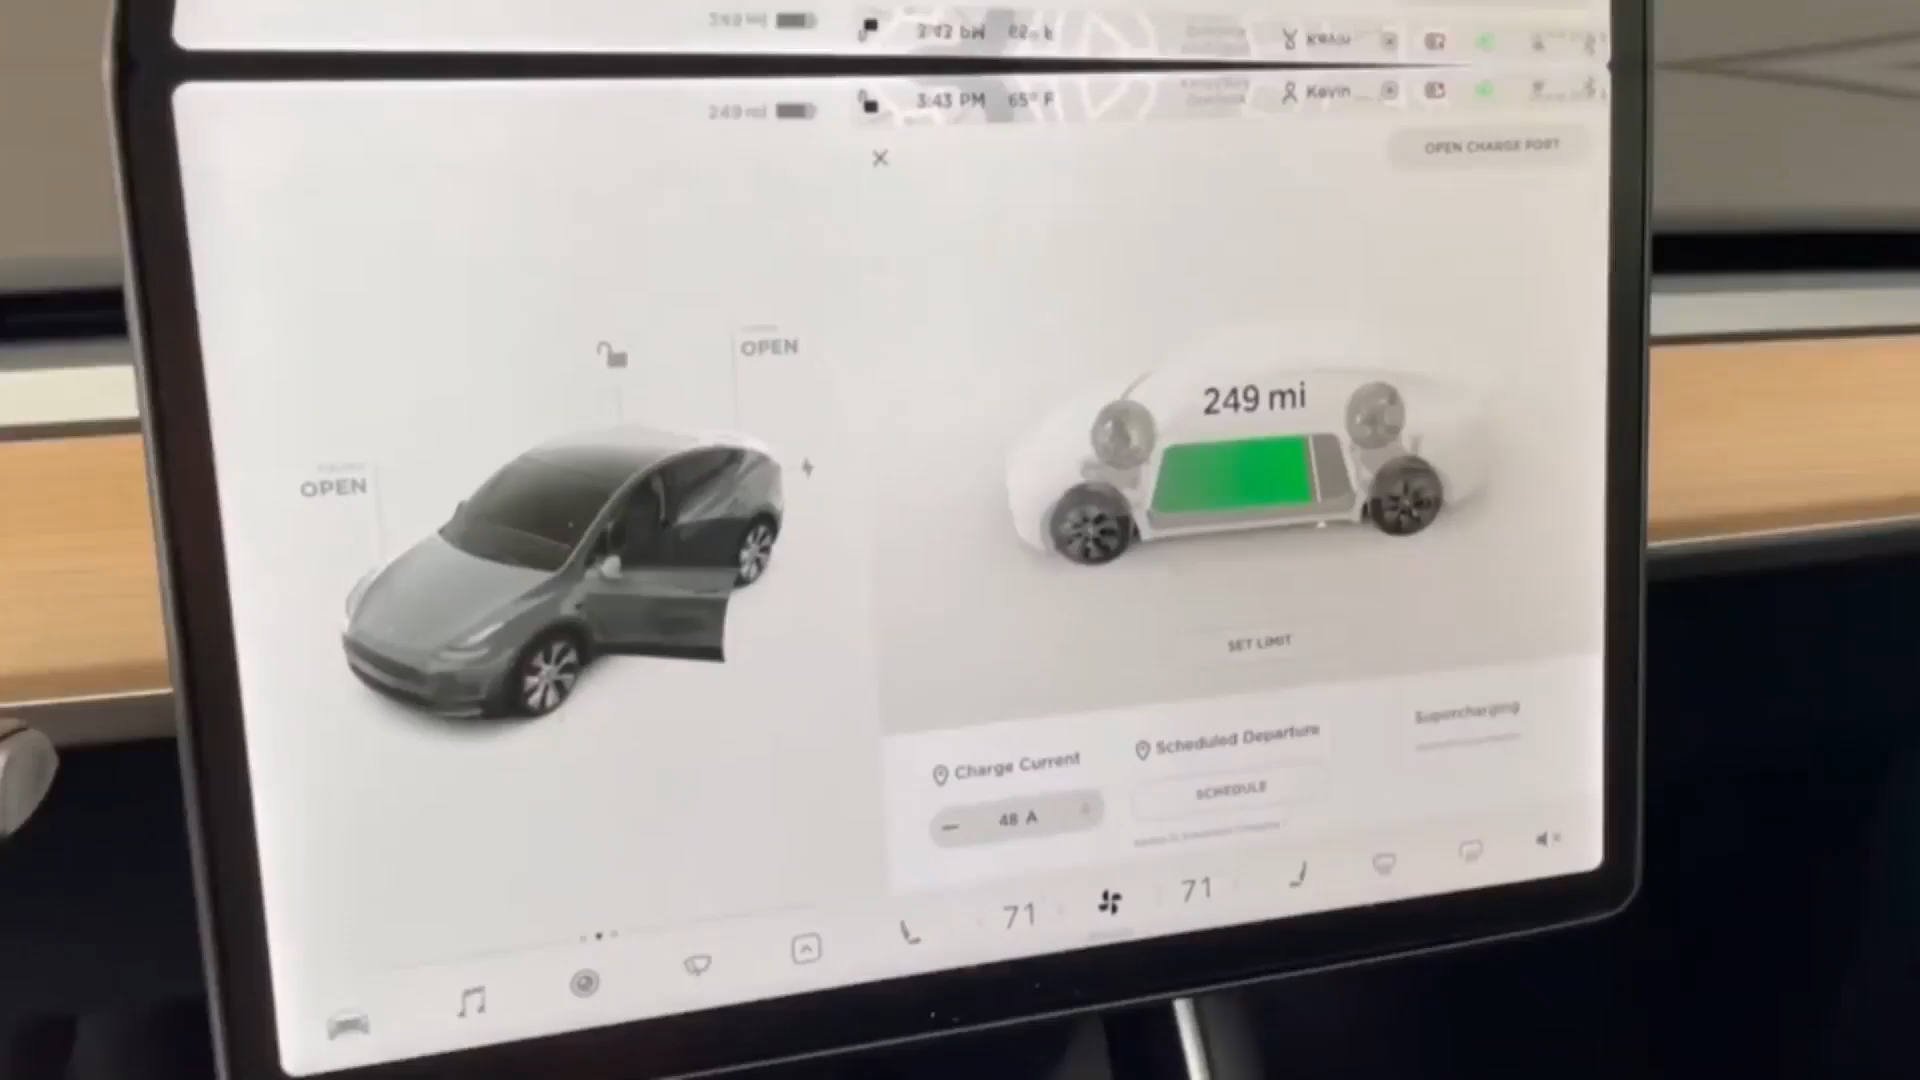 249 mi
3:43 PM 65° F
Kevin
OPEN CHARGE PORT
OPEN
OPEN
249 mi
SET LIMIT
Charge Current
Scheduled Departure
Supercharging
48 A
SCHEDULE
71
71